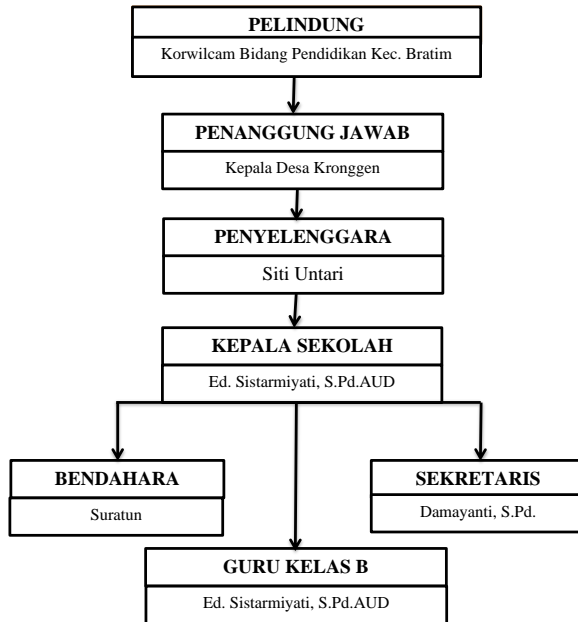 PELINDUNG
Korwilcam Bidang Pendidikan Kec. Bratim
PENANGGUNG JAWAB
Kepala Desa Kronggen
PENYELENGGARA
Siti Untari
KEPALA SEKOLAH
Ed. Sistarmiyati, S.Pd.AUD
BENDAHARA
Suratun
SEKRETARIS
Damayanti, S.Pd.
GURU KELAS B
Ed. Sistarmiyati, S.Pd.AUD